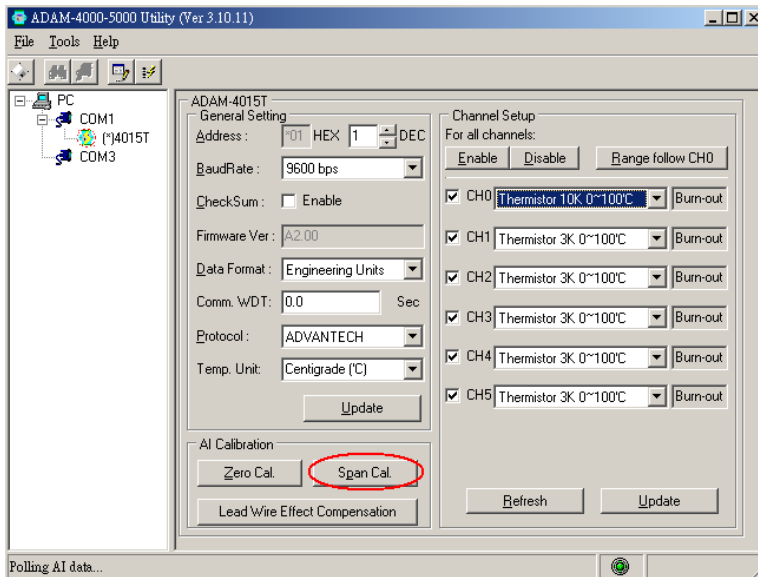 ADAM-4000-5000 Utility (Ver 3.10.11)
File Tools Help
PC
COM1
(*)4015T
COM3
ADAM-4015T
General Setting
Address : *01 HEX 1 DEC
BaudRate : 9600 bps
CheckSum : Enable
Firmware Ver : A2.00
Data Format : Engineering Units
Comm. WDT: 0.0 Sec
Protocol : ADVANTECH
Temp. Unit: Centigrade ('C)
Update
AI Calibration
Zero Cal. Span Cal.
Lead Wire Effect Compensation
Channel Setup
For all channels:
Enable Disable Range follow CH0
CH0 Thermistor 10K 0~100'C Burn-out
CH1 Thermistor 3K 0~100'C Burn-out
CH2 Thermistor 3K 0~100'C Burn-out
CH3 Thermistor 3K 0~100'C Burn-out
CH4 Thermistor 3K 0~100'C Burn-out
CH5 Thermistor 3K 0~100'C Burn-out
Refresh Update
Polling AI data...